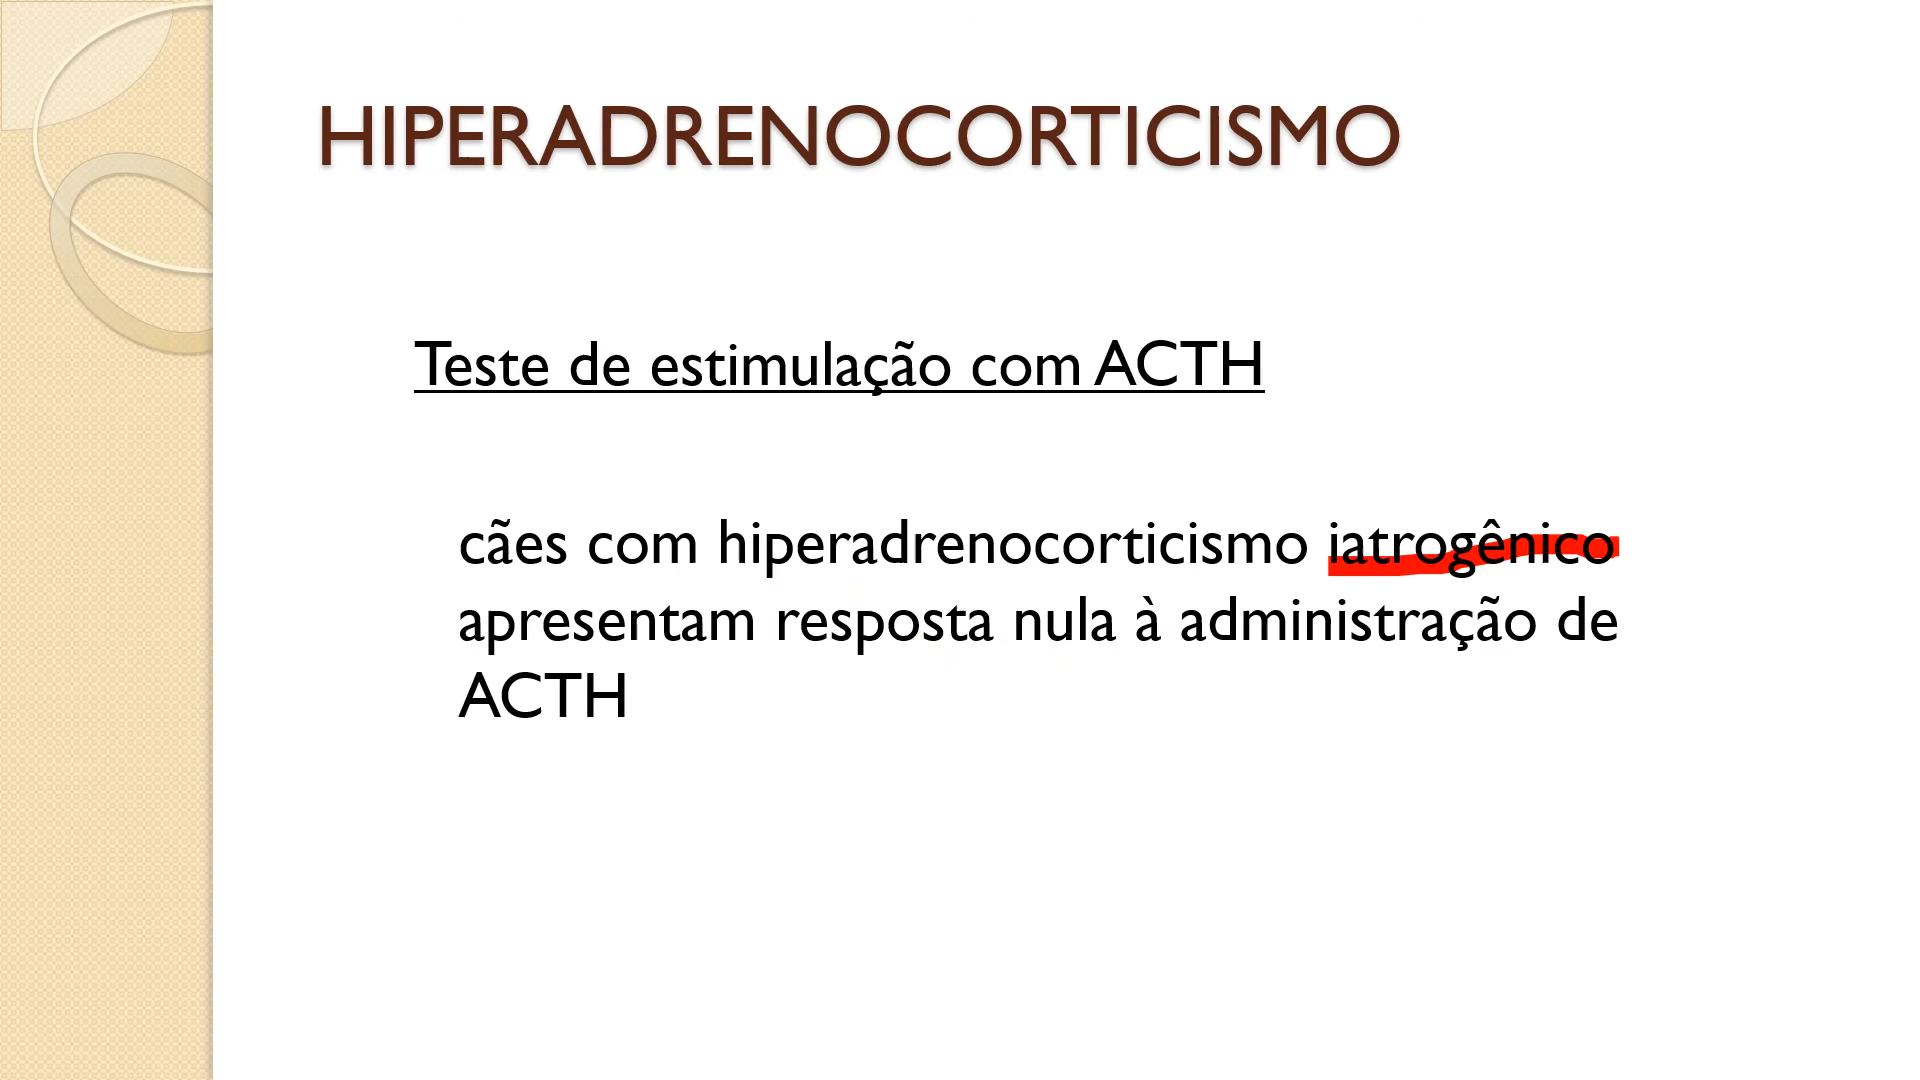 HIPERADRENOCORTICISMO
Teste de estimulação com ACTH
cães com hiperadrenocorticismo iatrogênico
apresentam resposta nula à administração de
ACTH